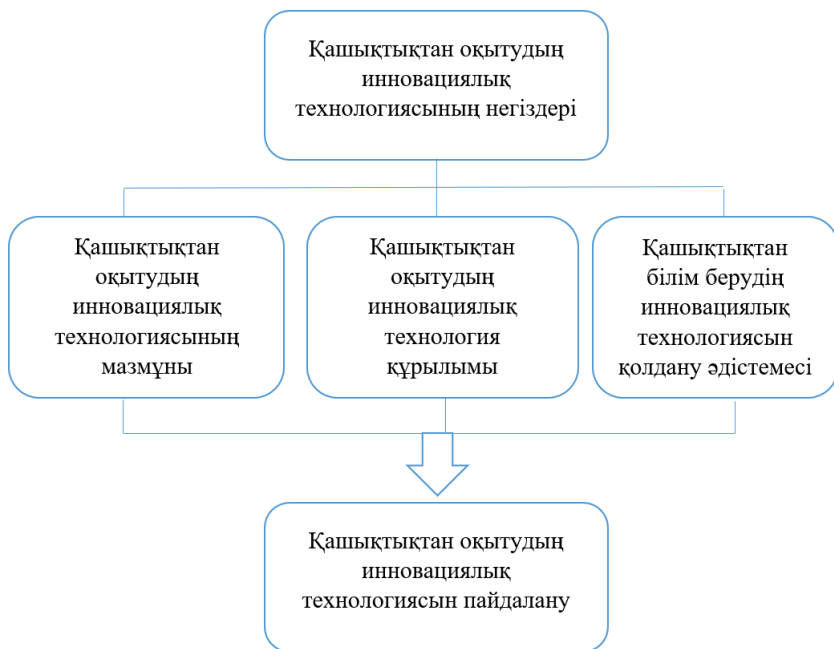 Қашықтықтан оқытудың
инновациялық
технологиясының негіздері
Қашықтықтан
оқытудың
инновациялық
технологиясының
мазмұны
Қашықтықтан
оқытудың
инновациялық
технология
құрылымы
Қашықтықтан
білім берудің
инновациялық
технологиясын
қолдану әдістемесі
Қашықтықтан оқытудың
инновациялық
технологиясын пайдалану